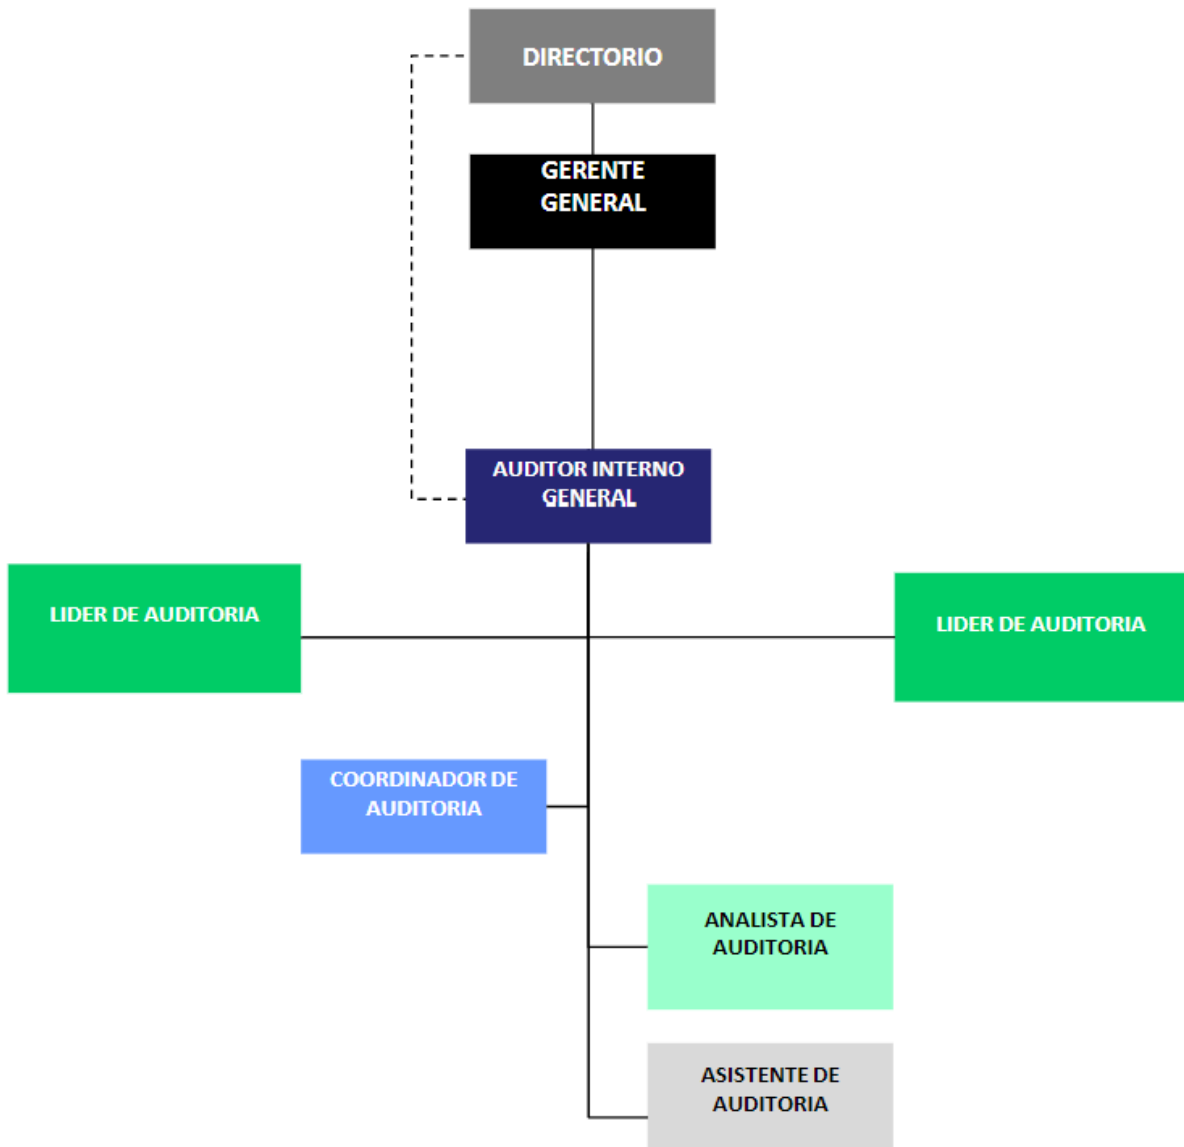 DIRECTORIO
GERENTE
GENERAL
AUDITOR INTERNO
GENERAL
LIDER DE AUDITORIA
LIDER DE AUDITORIA
COORDINADOR DE
AUDITORIA
ANALISTA DE
AUDITORIA
ASISTENTE DE
AUDITORIA